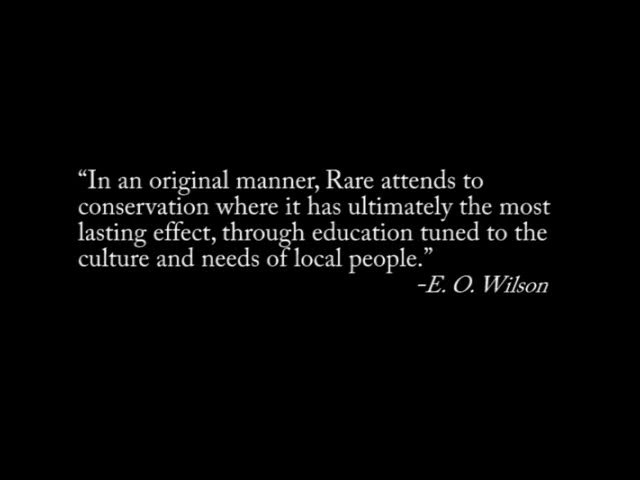 “In an original manner, Rare attends to
conservation where it has ultimately the most
lasting effect, through education tuned to the
culture and needs of local people.”
-E. O. Wilson